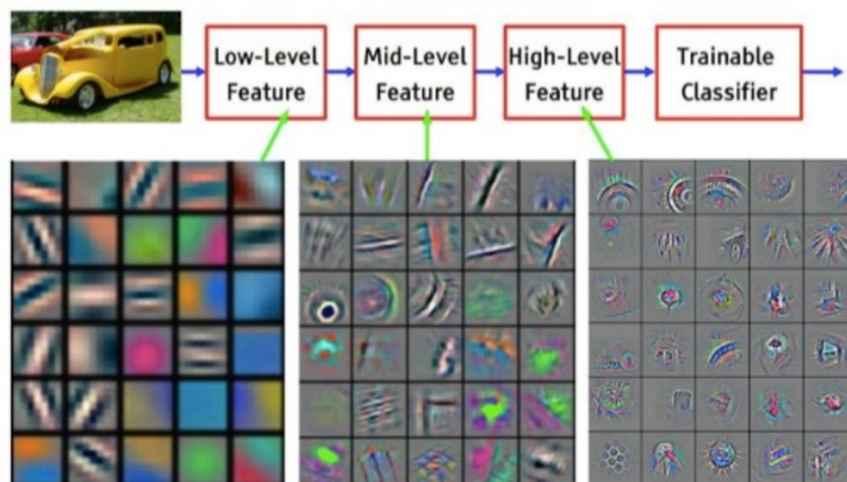 Low-Level
Feature
Mid-Level
Feature
High-Level
Feature
Trainable
Classifier